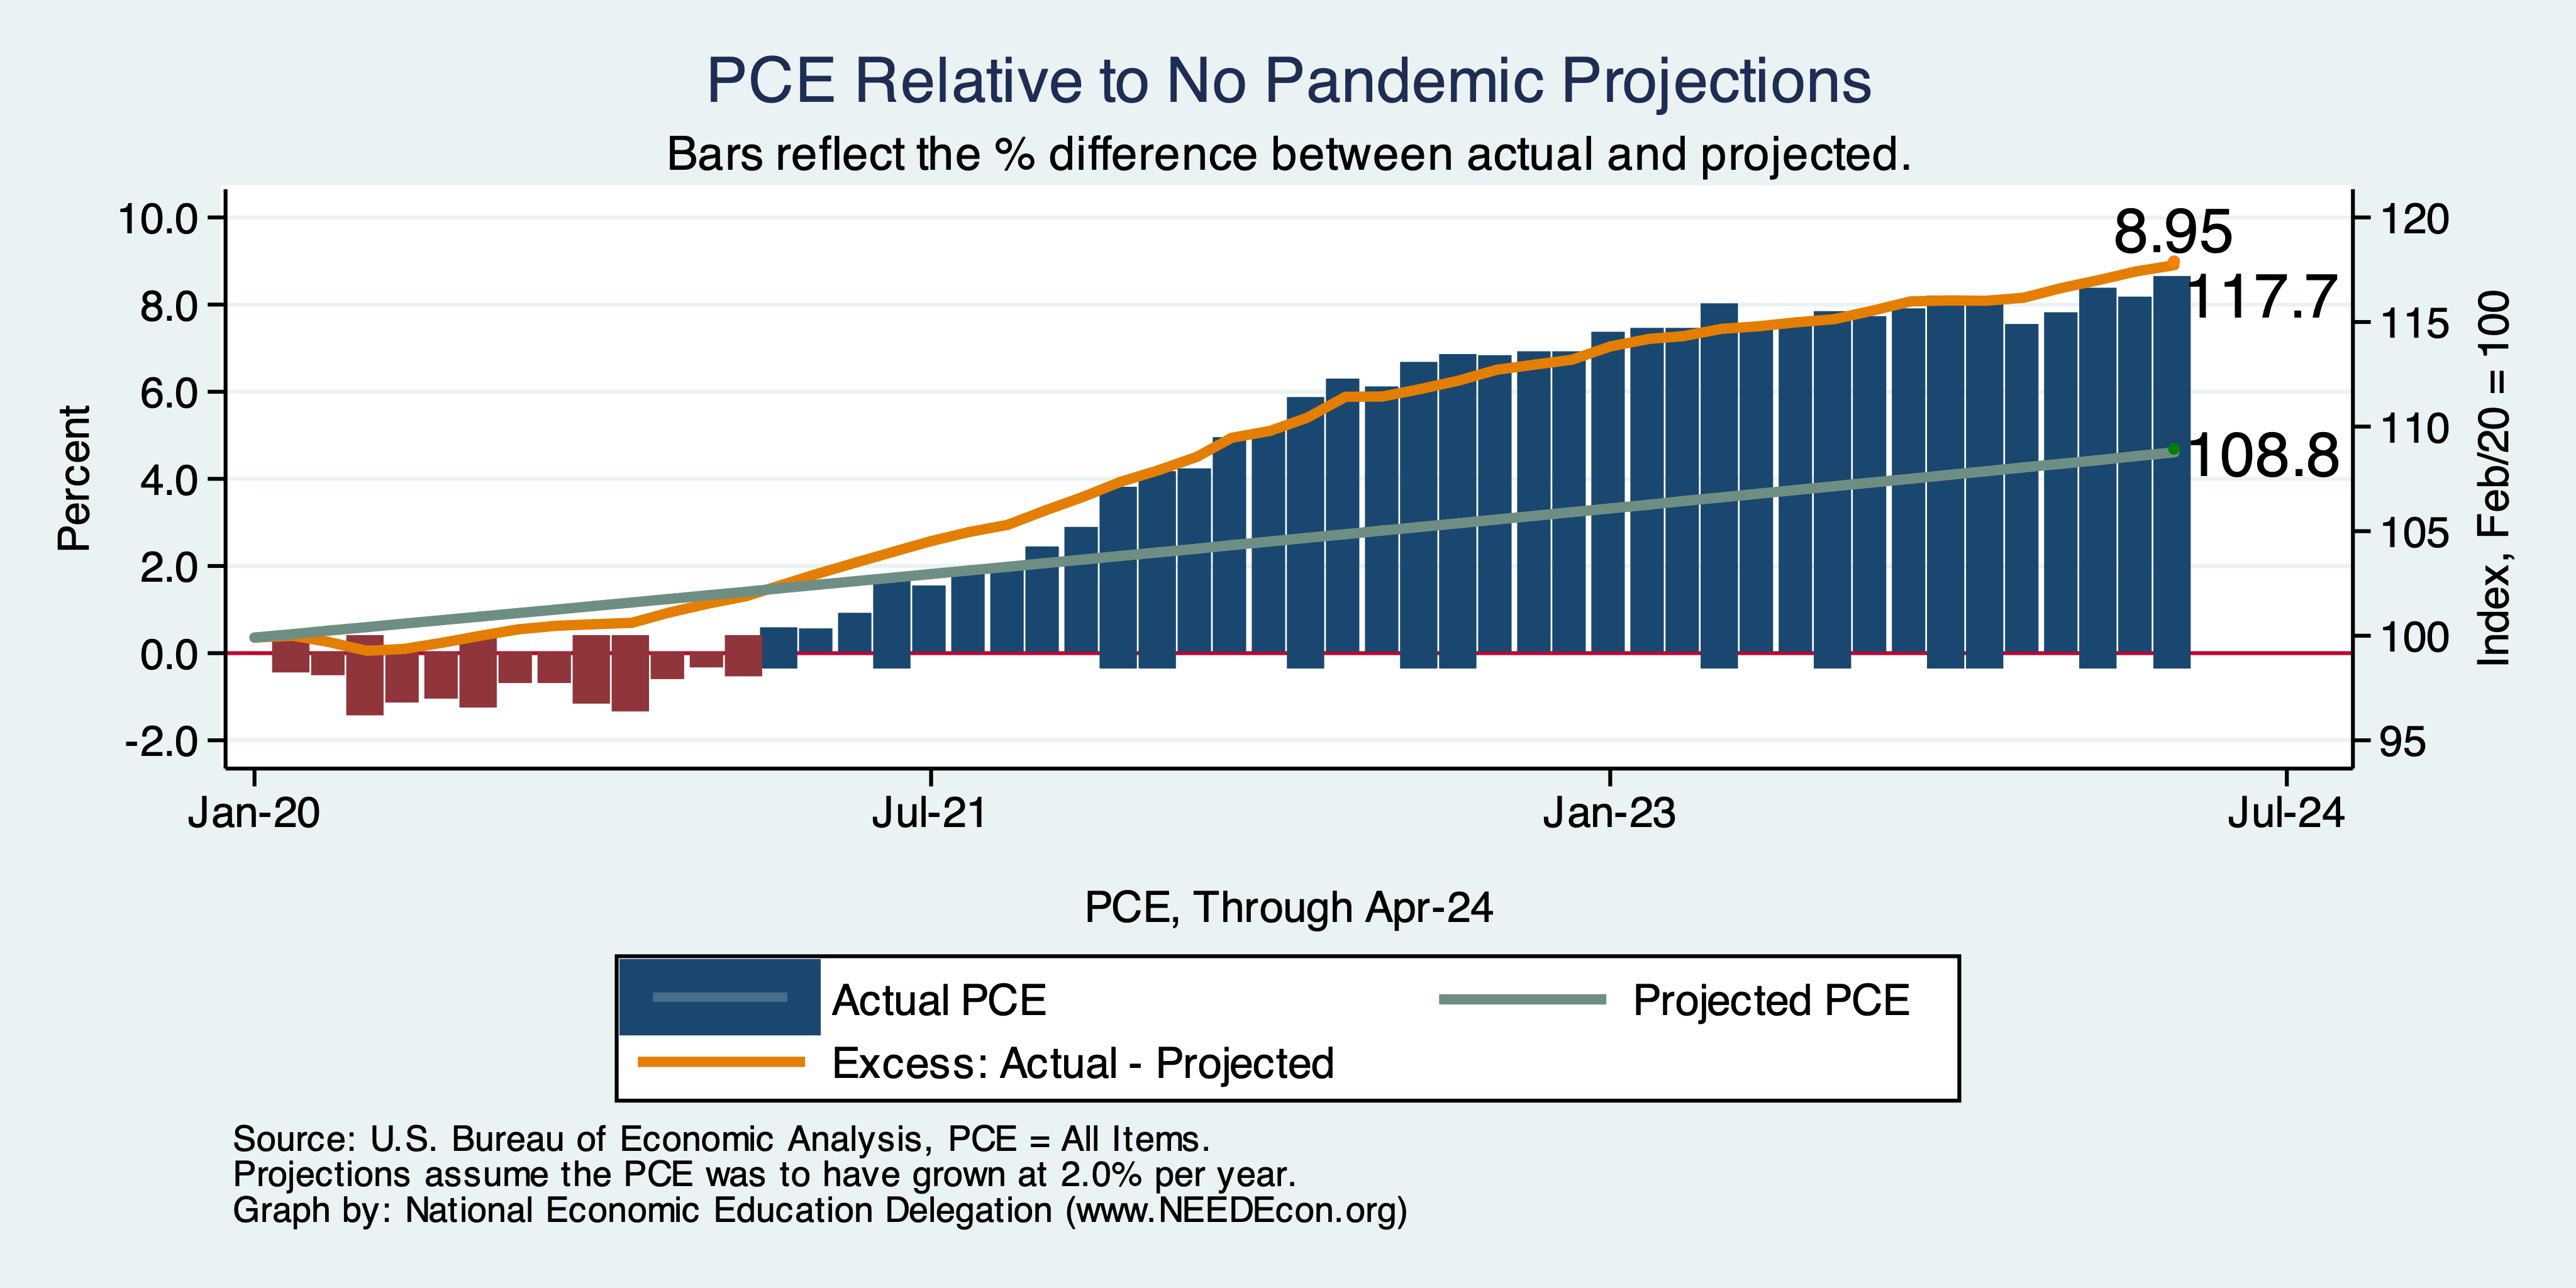 PCE Relative to No Pandemic Projections
Bars reflect the % difference between actual and projected.
10.0
8.0
6.0
4.0
2.0
0.0
-2.0
Percent
8.95
117.7
108.8
120
115
110
105
100
95
Index, Feb/20 = 100
Jan-20
Jul-21
Jan-23
Jul-24
PCE, Through Apr-24
Actual PCE
Projected PCE
Excess: Actual - Projected
Source: U.S. Bureau of Economic Analysis, PCE = All Items.
Projections assume the PCE was to have grown at 2.0% per year.
Graph by: National Economic Education Delegation (www.NEEDEcon.org)